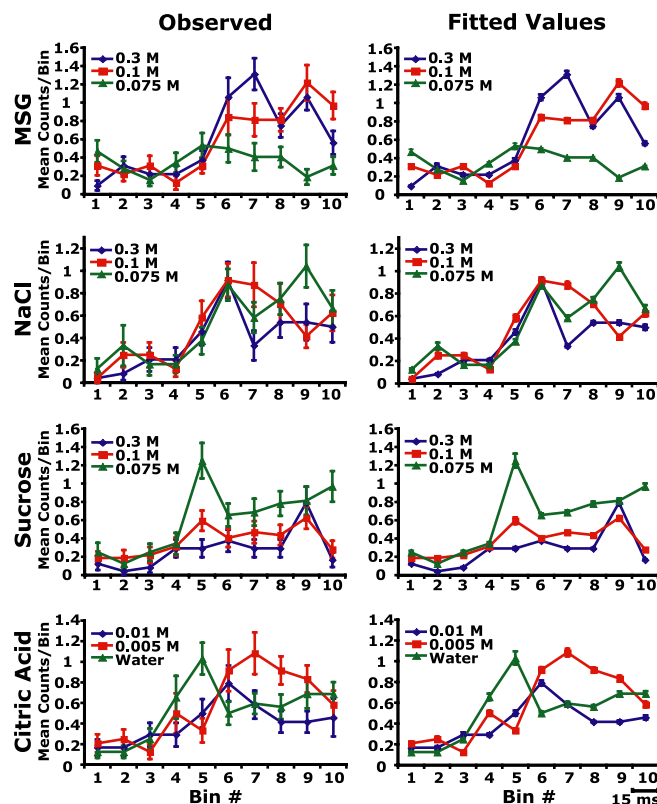 Observed Fitted Values
MSG
Mean Counts/Bin
1.6
1.4
1.2
1
0.8
0.6
0.4
0.2
0
0.3 M
0.1 M
0.075 M
1 2 3 4 5 6 7 8 9 10
1.6
1.4
1.2
1
0.8
0.6
0.4
0.2
0
0.3 M
0.1 M
0.075 M
1 2 3 4 5 6 7 8 9 10
NaCl
Mean Counts/Bin
1.2
1
0.8
0.6
0.4
0.2
0
0.3 M
0.1 M
0.075 M
1 2 3 4 5 6 7 8 9 10
1.2
1
0.8
0.6
0.4
0.2
0
0.3 M
0.1 M
0.075 M
1 2 3 4 5 6 7 8 9 10
Sucrose
Mean Counts/Bin
1.6
1.4
1.2
1
0.8
0.6
0.4
0.2
0
0.3 M
0.1 M
0.075 M
1 2 3 4 5 6 7 8 9 10
1.6
1.4
1.2
1
0.8
0.6
0.4
0.2
0
0.3 M
0.1 M
0.075 M
1 2 3 4 5 6 7 8 9 10
Citric Acid
Mean Counts/Bin
1.4
1.2
1
0.8
0.6
0.4
0.2
0
0.01 M
0.005 M
Water
1 2 3 4 5 6 7 8 9 10
Bin #
1.4
1.2
1
0.8
0.6
0.4
0.2
0
0.01 M
0.005 M
Water
1 2 3 4 5 6 7 8 9 10
Bin #
15 ms